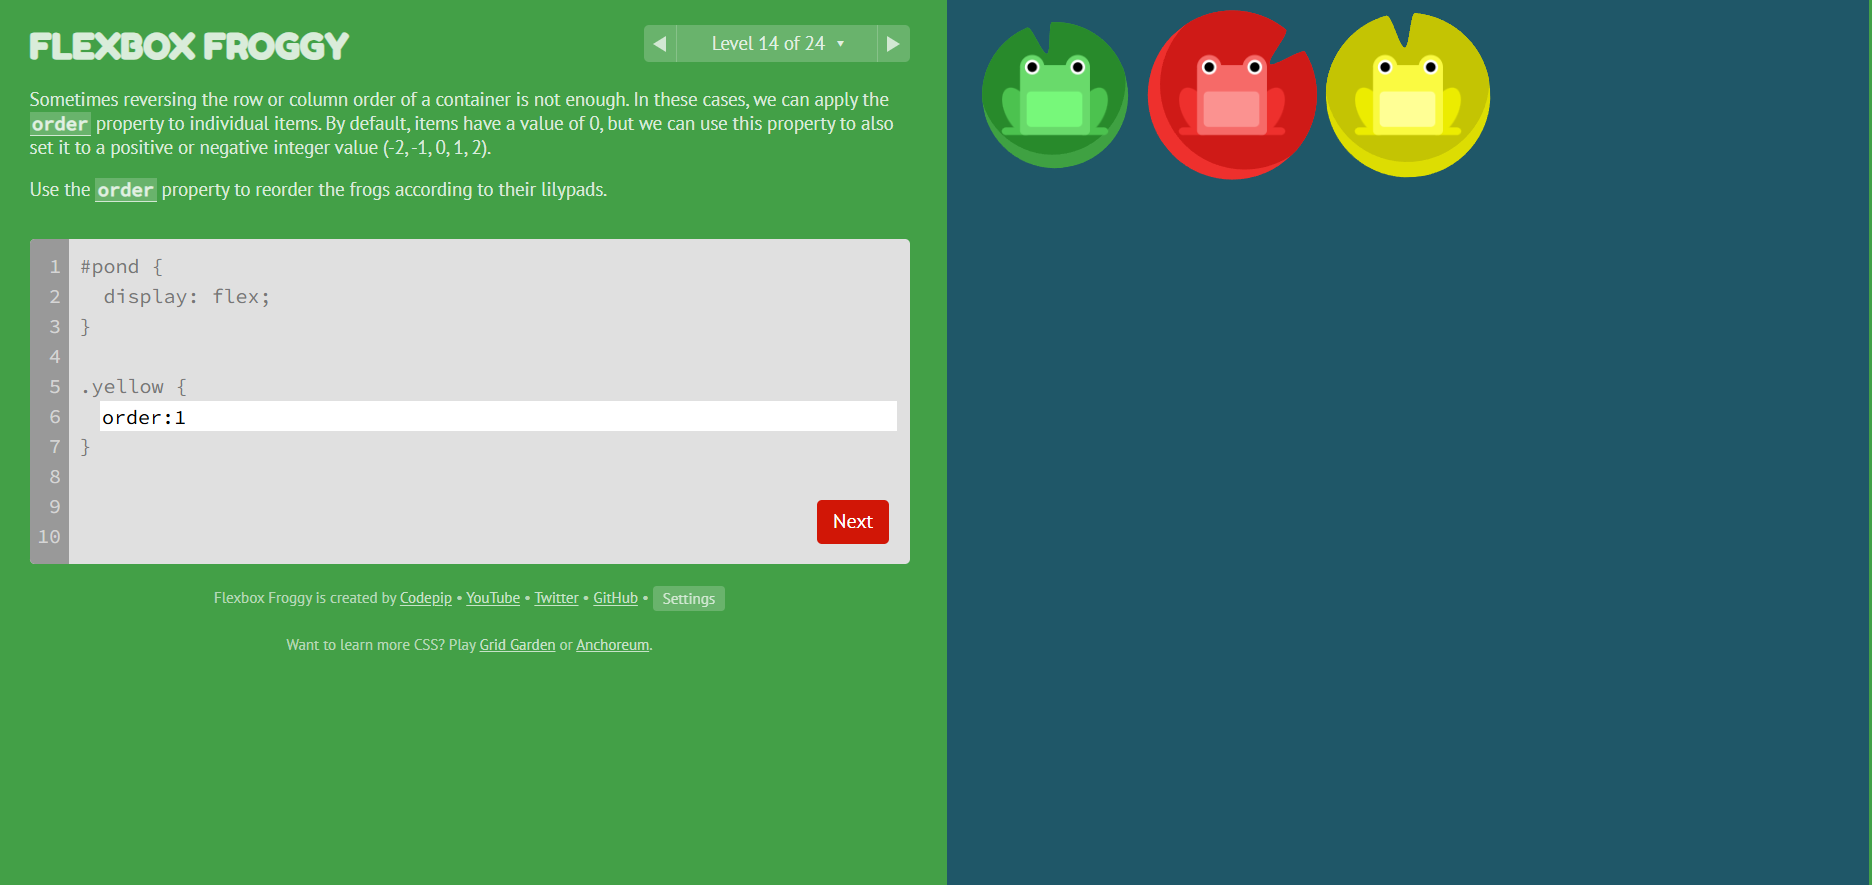 FLEXBOX FROGGY
◀ Level 14 of 24 ▾ ▶
Sometimes reversing the row or column order of a container is not enough. In these cases, we can apply the
order property to individual items. By default, items have a value of 0, but we can use this property to also
set it to a positive or negative integer value (-2, -1, 0, 1, 2).
Use the order property to reorder the frogs according to their lilypads.
1 #pond {
2   display: flex;
3 }
4
5 .yellow {
6   order:1
7 }
8
9
10
Next
Flexbox Froggy is created by Codepip • YouTube • Twitter • GitHub • Settings
Want to learn more CSS? Play Grid Garden or Anchoreum.